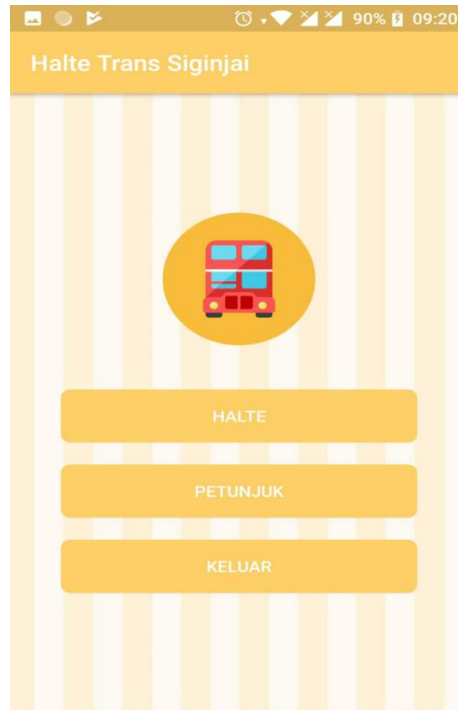 90% 09:20
Halte Trans Siginjai
HALTE
PETUNJUK
KELUAR